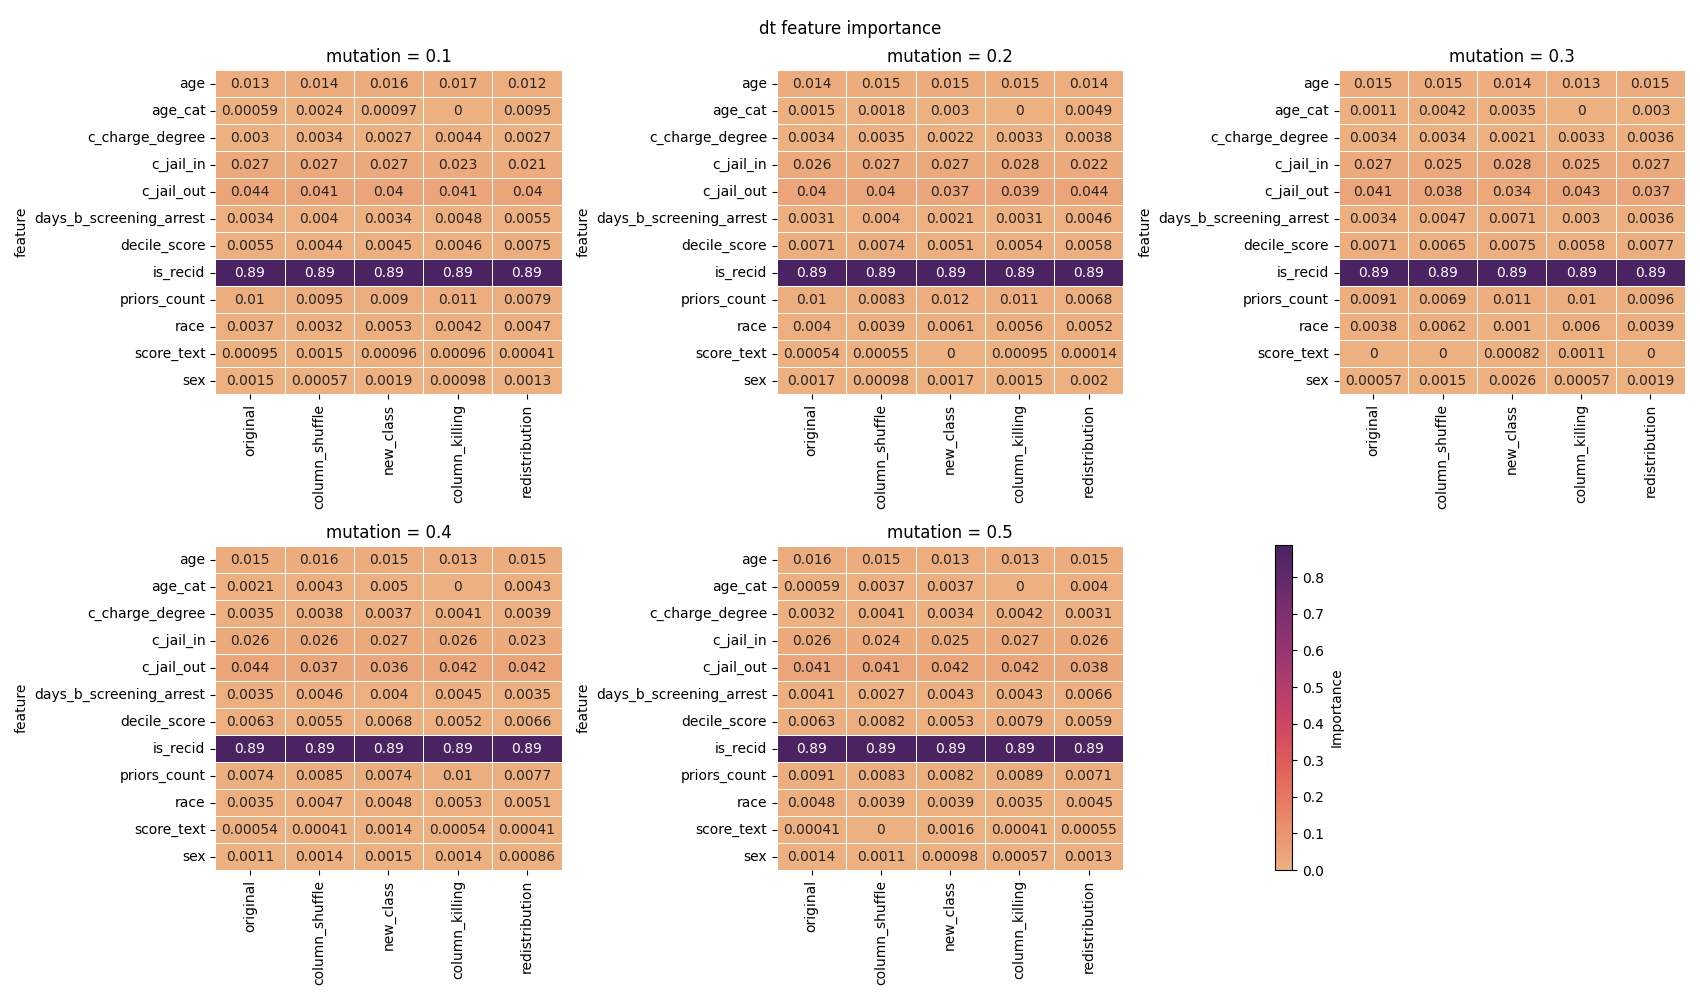 dt feature importance
mutation = 0.1
feature
age 0.013 0.014 0.016 0.017 0.012
age_cat 0.00059 0.0024 0.00097 0 0.0095
c_charge_degree 0.003 0.0034 0.0027 0.0044 0.0027
c_jail_in 0.027 0.027 0.027 0.023 0.021
c_jail_out 0.044 0.041 0.04 0.041 0.04
days_b_screening_arrest 0.0034 0.004 0.0034 0.0048 0.0055
decile_score 0.0055 0.0044 0.0045 0.0046 0.0075
is_recid 0.89 0.89 0.89 0.89 0.89
priors_count 0.01 0.0095 0.009 0.011 0.0079
race 0.0037 0.0032 0.0053 0.0042 0.0047
score_text 0.00095 0.0015 0.00096 0.00096 0.00041
sex 0.0015 0.00057 0.0019 0.00098 0.0013
original column_shuffle new_class column_killing redistribution
mutation = 0.2
feature
age 0.014 0.015 0.015 0.015 0.014
age_cat 0.0015 0.0018 0.003 0 0.0049
c_charge_degree 0.0034 0.0035 0.0022 0.0033 0.0038
c_jail_in 0.026 0.027 0.027 0.028 0.022
c_jail_out 0.04 0.04 0.037 0.039 0.044
days_b_screening_arrest 0.0031 0.004 0.0021 0.0031 0.0046
decile_score 0.0071 0.0074 0.0051 0.0054 0.0058
is_recid 0.89 0.89 0.89 0.89 0.89
priors_count 0.01 0.0083 0.012 0.011 0.0068
race 0.004 0.0039 0.0061 0.0056 0.0052
score_text 0.00054 0.00055 0 0.00095 0.00014
sex 0.0017 0.00098 0.0017 0.0015 0.002
original column_shuffle new_class column_killing redistribution
mutation = 0.3
feature
age 0.015 0.015 0.014 0.013 0.015
age_cat 0.0011 0.0042 0.0035 0 0.003
c_charge_degree 0.0034 0.0034 0.0021 0.0033 0.0036
c_jail_in 0.027 0.025 0.028 0.025 0.027
c_jail_out 0.041 0.038 0.034 0.043 0.037
days_b_screening_arrest 0.0034 0.0047 0.0071 0.003 0.0036
decile_score 0.0071 0.0065 0.0075 0.0058 0.0077
is_recid 0.89 0.89 0.89 0.89 0.89
priors_count 0.0091 0.0069 0.011 0.01 0.0096
race 0.0038 0.0062 0.001 0.006 0.0039
score_text 0 0 0.00082 0.0011 0
sex 0.00057 0.0015 0.0026 0.00057 0.0019
original column_shuffle new_class column_killing redistribution
mutation = 0.4
feature
age 0.015 0.016 0.015 0.013 0.015
age_cat 0.0021 0.0043 0.005 0 0.0043
c_charge_degree 0.0035 0.0038 0.0037 0.0041 0.0039
c_jail_in 0.026 0.026 0.027 0.026 0.023
c_jail_out 0.044 0.037 0.036 0.042 0.042
days_b_screening_arrest 0.0035 0.0046 0.004 0.0045 0.0035
decile_score 0.0063 0.0055 0.0068 0.0052 0.0066
is_recid 0.89 0.89 0.89 0.89 0.89
priors_count 0.0074 0.0085 0.0074 0.01 0.0077
race 0.0035 0.0047 0.0048 0.0053 0.0051
score_text 0.00054 0.00041 0.0014 0.00054 0.00041
sex 0.0011 0.0014 0.0015 0.0014 0.00086
original column_shuffle new_class column_killing redistribution
mutation = 0.5
feature
age 0.016 0.015 0.013 0.013 0.015
age_cat 0.00059 0.0037 0.0037 0 0.004
c_charge_degree 0.0032 0.0041 0.0034 0.0042 0.0031
c_jail_in 0.026 0.024 0.025 0.027 0.026
c_jail_out 0.041 0.041 0.042 0.042 0.038
days_b_screening_arrest 0.0041 0.0027 0.0043 0.0043 0.0066
decile_score 0.0063 0.0082 0.0053 0.0079 0.0059
is_recid 0.89 0.89 0.89 0.89 0.89
priors_count 0.0091 0.0083 0.0082 0.0089 0.0071
race 0.0048 0.0039 0.0039 0.0035 0.0045
score_text 0.00041 0 0.0016 0.00041 0.00055
sex 0.0014 0.0011 0.00098 0.00057 0.0013
original column_shuffle new_class column_killing redistribution
0.8
0.7
0.6
0.5
0.4
0.3
0.2
0.1
0.0
Importance